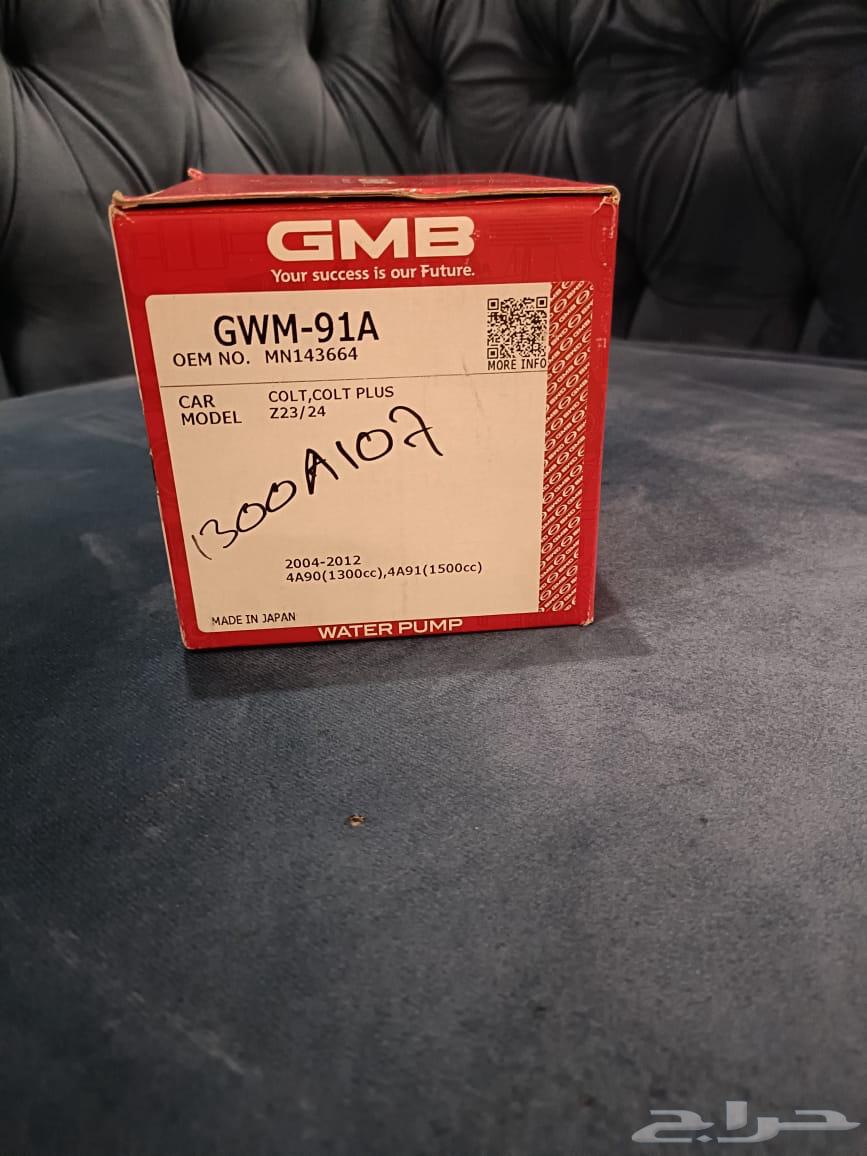 GMB
Your success is our Future.
GWM-91A
OEM NO. MN143664
MORE INFO
CAR MODEL
COLT,COLT PLUS
Z23/24
1300A107
2004-2012
4A90(1300cc),4A91(1500cc)
MADE IN JAPAN
WATER PUMP
حراج